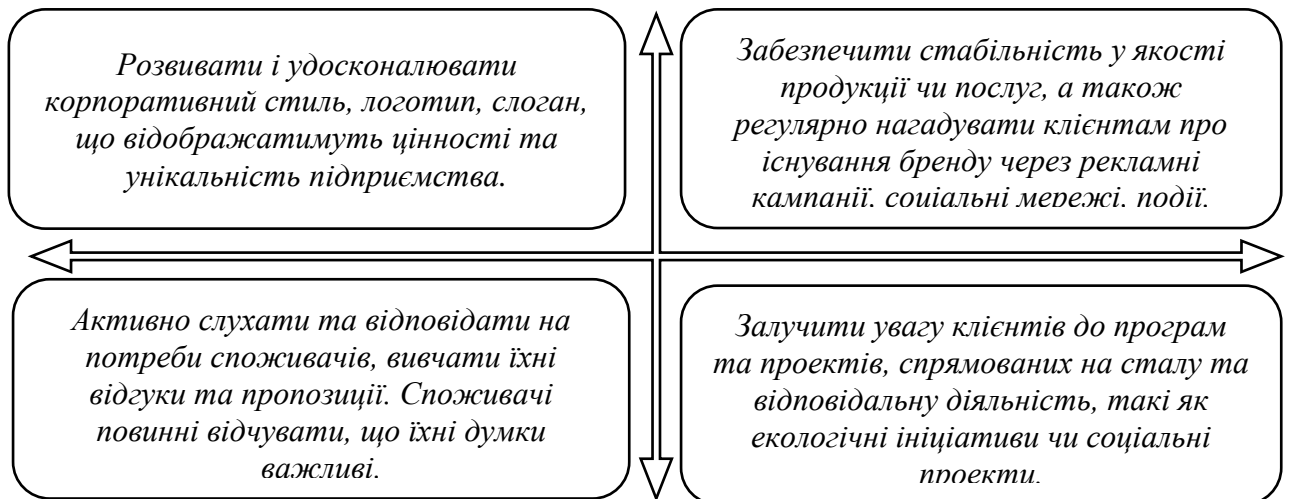 Розвивати і удосконалювати
корпоративний стиль, логотип, слоган,
що відображатимуть цінності та
унікальність підприємства.
Забезпечити стабільність у якості
продукції чи послуг, а також
регулярно нагадувати клієнтам про
існування бренду через рекламні
кампанії, соціальні мережі, події.
Активно слухати та відповідати на
потреби споживачів, вивчати їхні
відгуки та пропозиції. Споживачі
повинні відчувати, що їхні думки
важливі.
Залучити увагу клієнтів до програм
та проектів, спрямованих на сталу та
відповідальну діяльність, такі як
екологічні ініціативи чи соціальні
проекти.